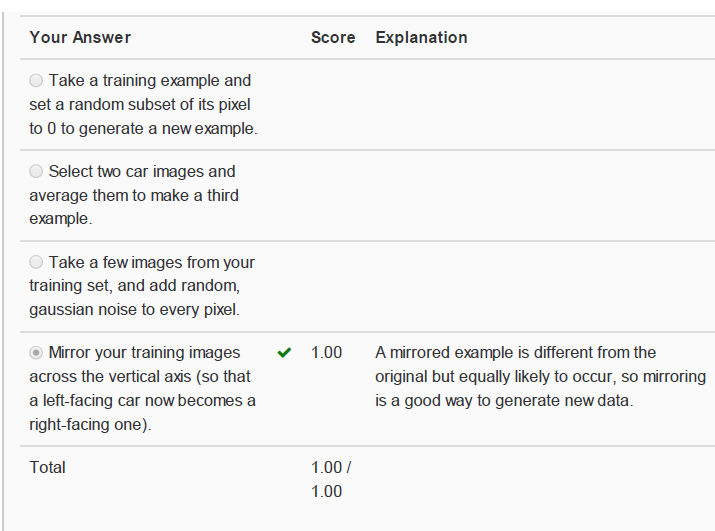 Your Answer Score Explanation
Take a training example and
set a random subset of its pixel
to 0 to generate a new example.
Select two car images and
average them to make a third
example.
Take a few images from your
training set, and add random,
gaussian noise to every pixel.
Mirror your training images 1.00 A mirrored example is different from the
across the vertical axis (so that original but equally likely to occur, so mirroring
a left-facing car now becomes a is a good way to generate new data.
right-facing one).
Total 1.00 /
1.00